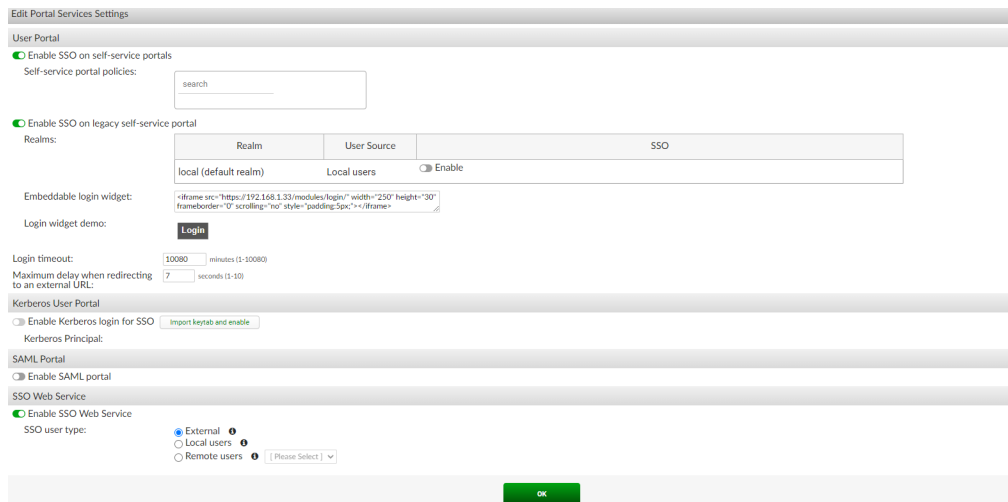 Edit Portal Services Settings
User Portal
Enable SSO on self-service portals
Self-service portal policies:
search
Enable SSO on legacy self-service portal
Realms:
Realm User Source SSO
local (default realm) Local users Enable
Embeddable login widget:
<iframe src="https://192.168.1.33/modules/login/" width="250" height="30"
frameborder="0" scrolling="no" style="padding:5px;"></iframe>
Login widget demo:
Login
Login timeout: 10080 minutes (1-10080)
Maximum delay when redirecting
to an external URL: 7 seconds (1-10)
Kerberos User Portal
Enable Kerberos login for SSO Import keytab and enable
Kerberos Principal:
SAML Portal
Enable SAML portal
SSO Web Service
Enable SSO Web Service
SSO user type: External
Local users
Remote users [ Please Select ]
OK